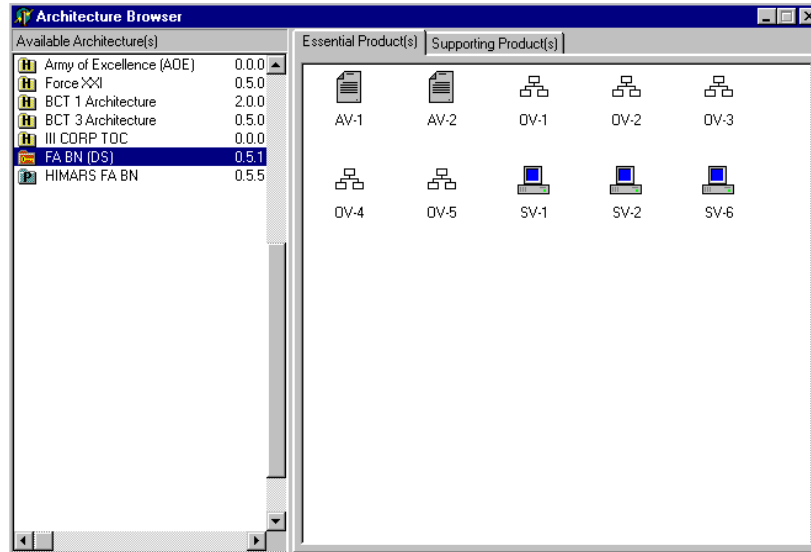 Architecture Browser
Available Architecture(s)
Essential Product(s) Supporting Product(s)
Army of Excellence (AOE) 0.0.0
Force XXI 0.5.0
BCT 1 Architecture 2.0.0
BCT 3 Architecture 0.5.0
III CORP TOC 0.0.0
FA BN (DS) 0.5.1
HIMARS FA BN 0.5.5
AV-1 AV-2 OV-1 OV-2 OV-3
OV-4 OV-5 SV-1 SV-2 SV-6